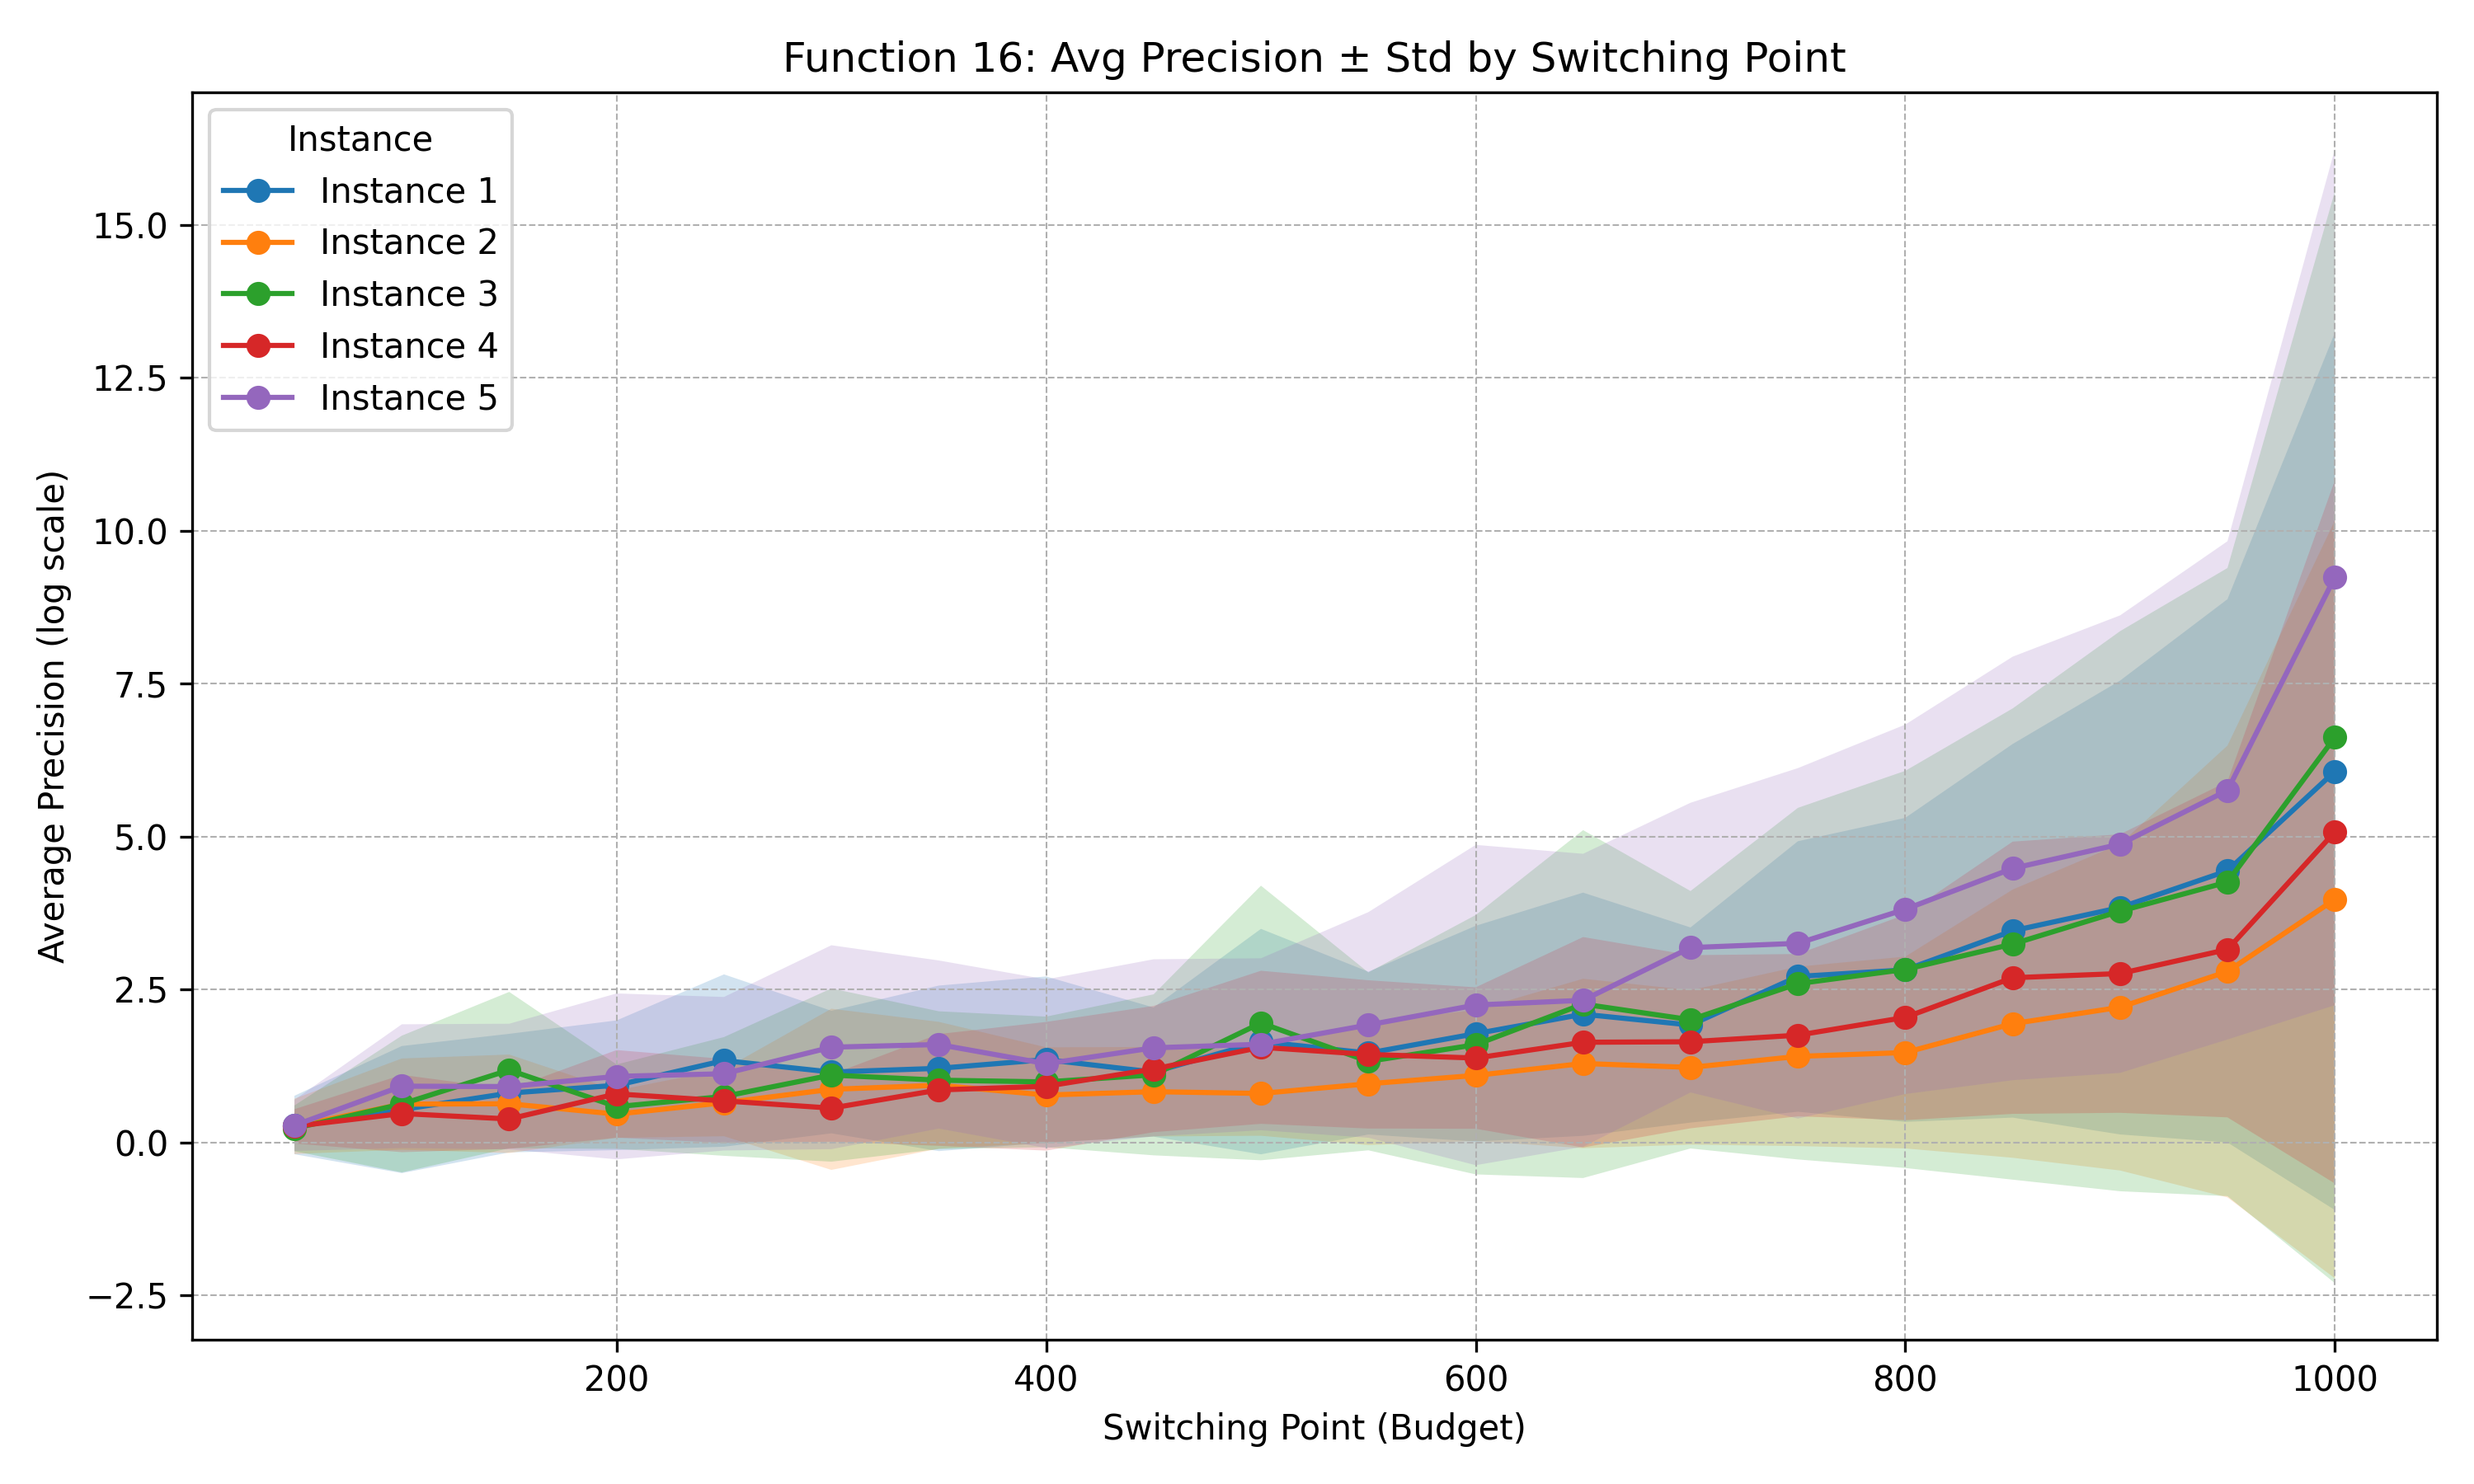 Function 16: Avg Precision ± Std by Switching Point
Instance
Instance 1
Instance 2
Instance 3
Instance 4
Instance 5
Average Precision (log scale)
15.0
12.5
10.0
7.5
5.0
2.5
0.0
−2.5
200
400
600
800
1000
Switching Point (Budget)